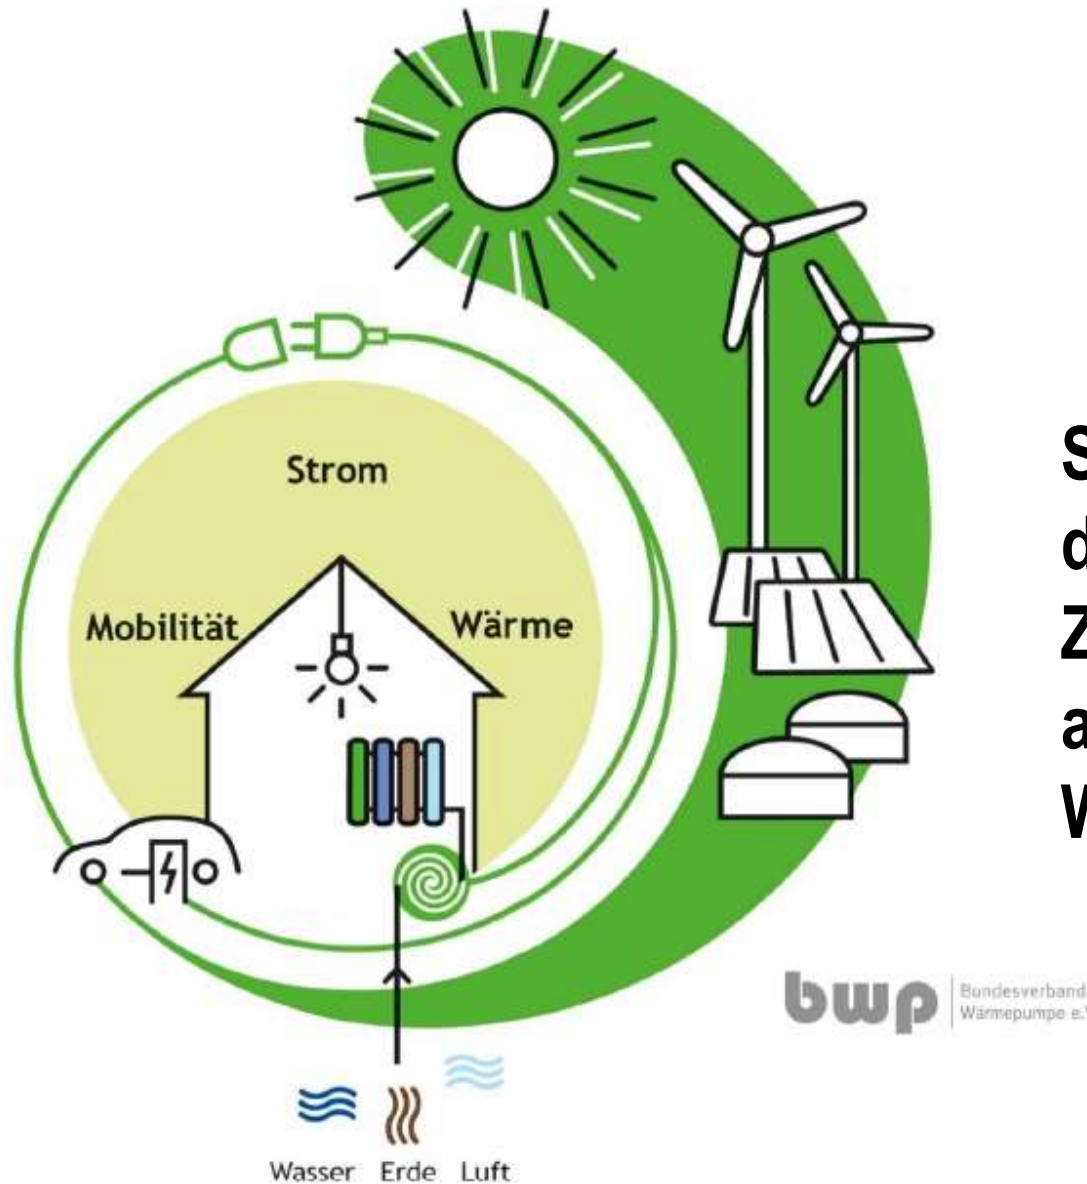 Strom
Mobilität
Wärme
S
d
Z
a
W
bwp
Bundesverband
Wärmepumpe e.V
Wasser Erde Luft